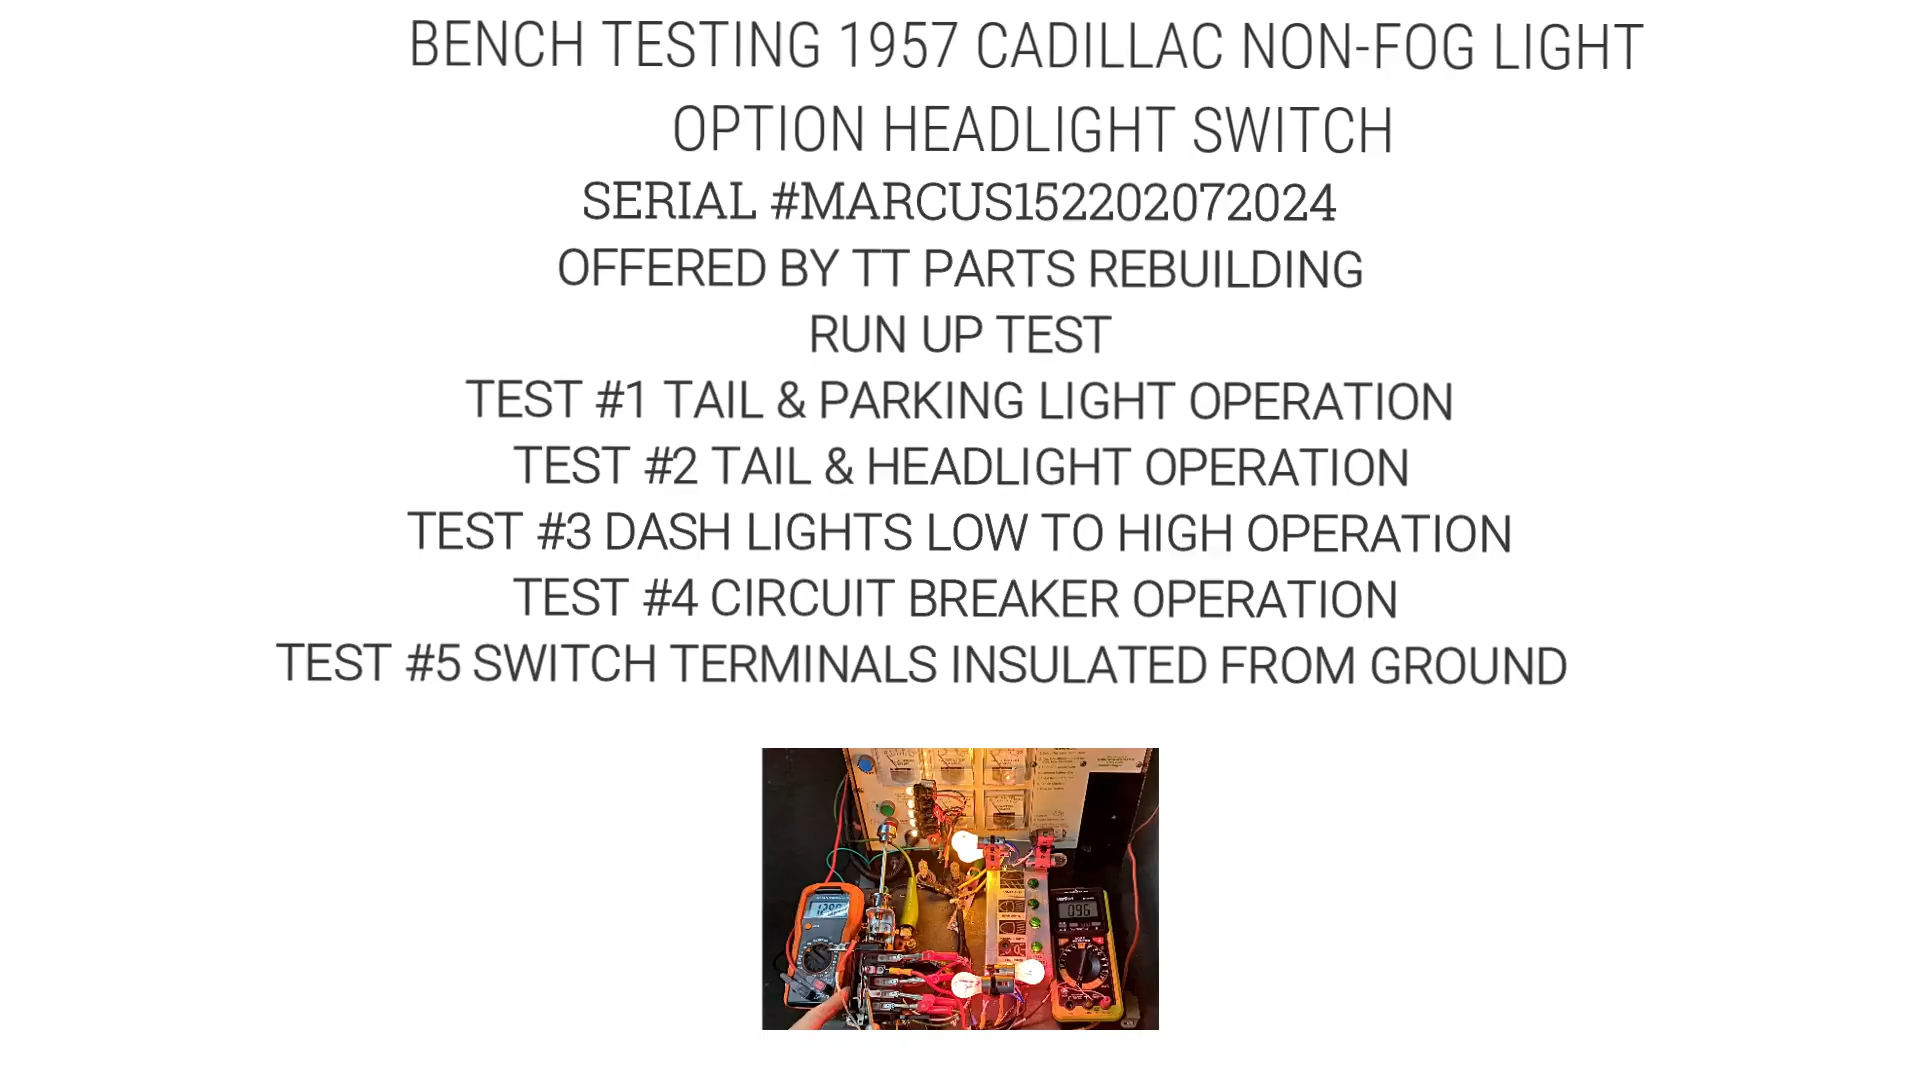 BENCH TESTING 1957 CADILLAC NON-FOG LIGHT
OPTION HEADLIGHT SWITCH
SERIAL #MARCUS152202072024
OFFERED BY TT PARTS REBUILDING
RUN UP TEST
TEST #1 TAIL & PARKING LIGHT OPERATION
TEST #2 TAIL & HEADLIGHT OPERATION
TEST #3 DASH LIGHTS LOW TO HIGH OPERATION
TEST #4 CIRCUIT BREAKER OPERATION
TEST #5 SWITCH TERMINALS INSULATED FROM GROUND